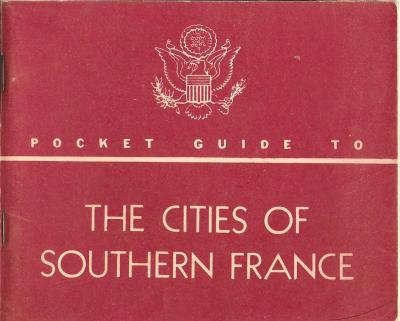 POCKET GUIDE TO
THE CITIES OF
SOUTHERN FRANCE